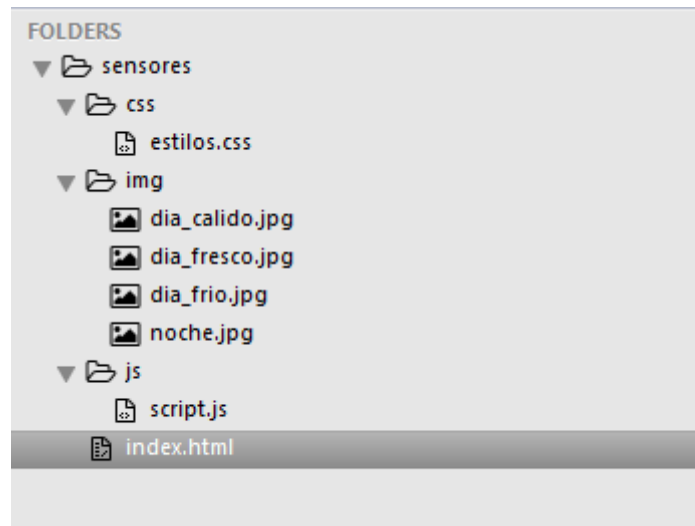 FOLDERS
sensores
css
estilos.css
img
dia_calido.jpg
dia_fresco.jpg
dia_frio.jpg
noche.jpg
js
script.js
index.html